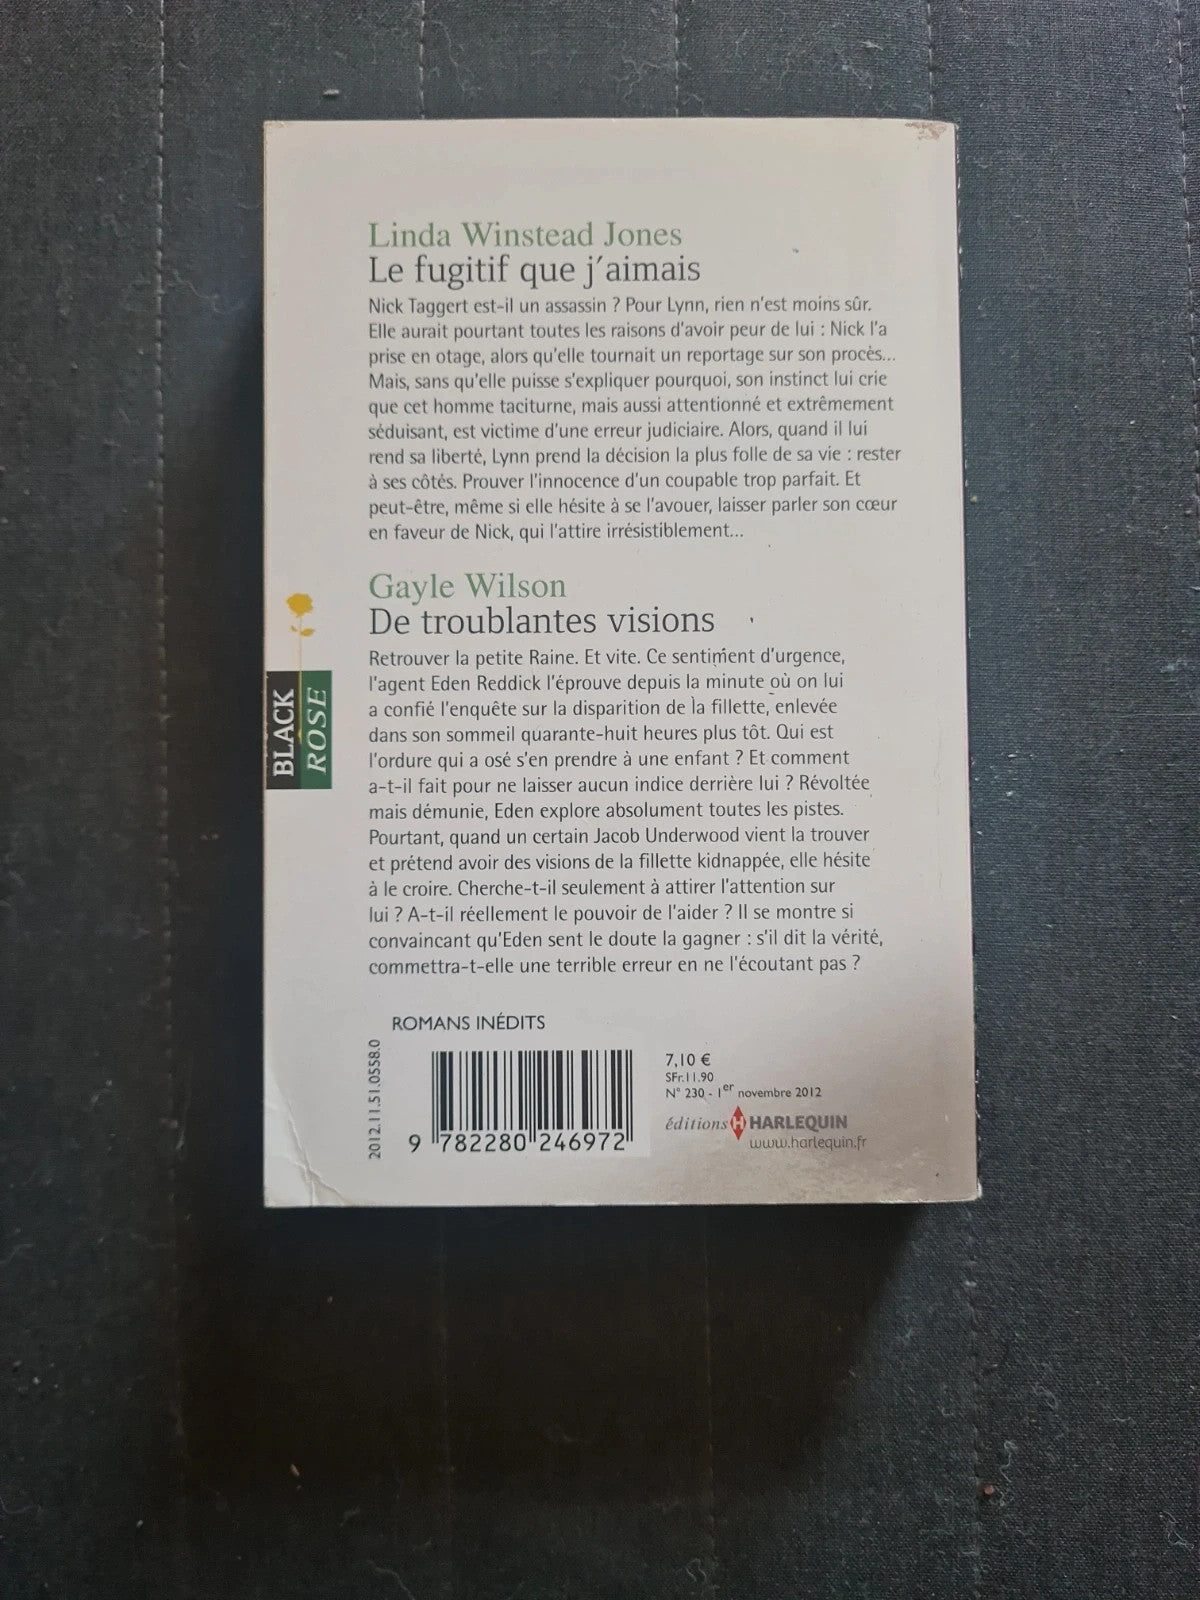 Linda Winstead Jones
Le fugitif que j'aimais
Nick Taggert est-il un assassin ? Pour Lynn, rien n'est moins sûr.
Elle aurait pourtant toutes les raisons d'avoir peur de lui : Nick l'a
prise en otage, alors qu'elle tournait un reportage sur son procès...
Mais, sans qu'elle puisse s'expliquer pourquoi, son instinct lui crie
que cet homme taciturne, mais aussi attentionné et extrêmement
séduisant, est victime d'une erreur judiciaire. Alors, quand il lui
rend sa liberté, Lynn prend la décision la plus folle de sa vie : rester
à ses côtés. Prouver l'innocence d'un coupable trop parfait. Et
peut-être, même si elle hésite à se l'avouer, laisser parler son cœur
en faveur de Nick, qui l'attire irrésistiblement...
Gayle Wilson
De troublantes visions
Retrouver la petite Raine. Et vite. Ce sentiment d'urgence,
l'agent Eden Reddick l'éprouve depuis la minute où on lui
a confié l'enquête sur la disparition de la fillette, enlevée
dans son sommeil quarante-huit heures plus tôt. Qui est
l'ordure qui a osé s'en prendre à une enfant ? Et comment
a-t-il fait pour ne laisser aucun indice derrière lui ? Révoltée
mais démunie, Eden explore absolument toutes les pistes.
Pourtant, quand un certain Jacob Underwood vient la trouver
et prétend avoir des visions de la fillette kidnappée, elle hésite
à le croire. Cherche-t-il seulement à attirer l'attention sur
lui ? A-t-il réellement le pouvoir de l'aider ? Il se montre si
convaincant qu'Eden sent le doute la gagner : s'il dit la vérité,
commettra-t-elle une terrible erreur en ne l'écoutant pas ?
BLACK
ROSE
ROMANS INÉDITS
2012.11.51.0558.0
9 782280 246972
7,10 €
SFr.11.90
N° 230 - 1er novembre 2012
éditions H HARLEQUIN
www.harlequin.fr